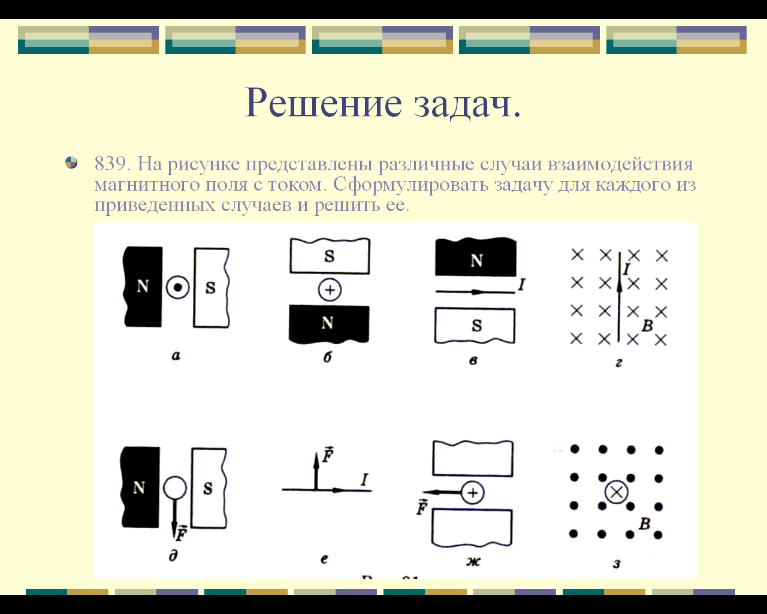 Решение задач.
839. На рисунке представлены различные случаи взаимодействия
магнитного поля с током. Сформулировать задачу для каждого из
приведенных случаев и решить ее.
N S
S
N
N
I
S
I
B
а б в г
N S
F
F
I
F
B
д е ж з